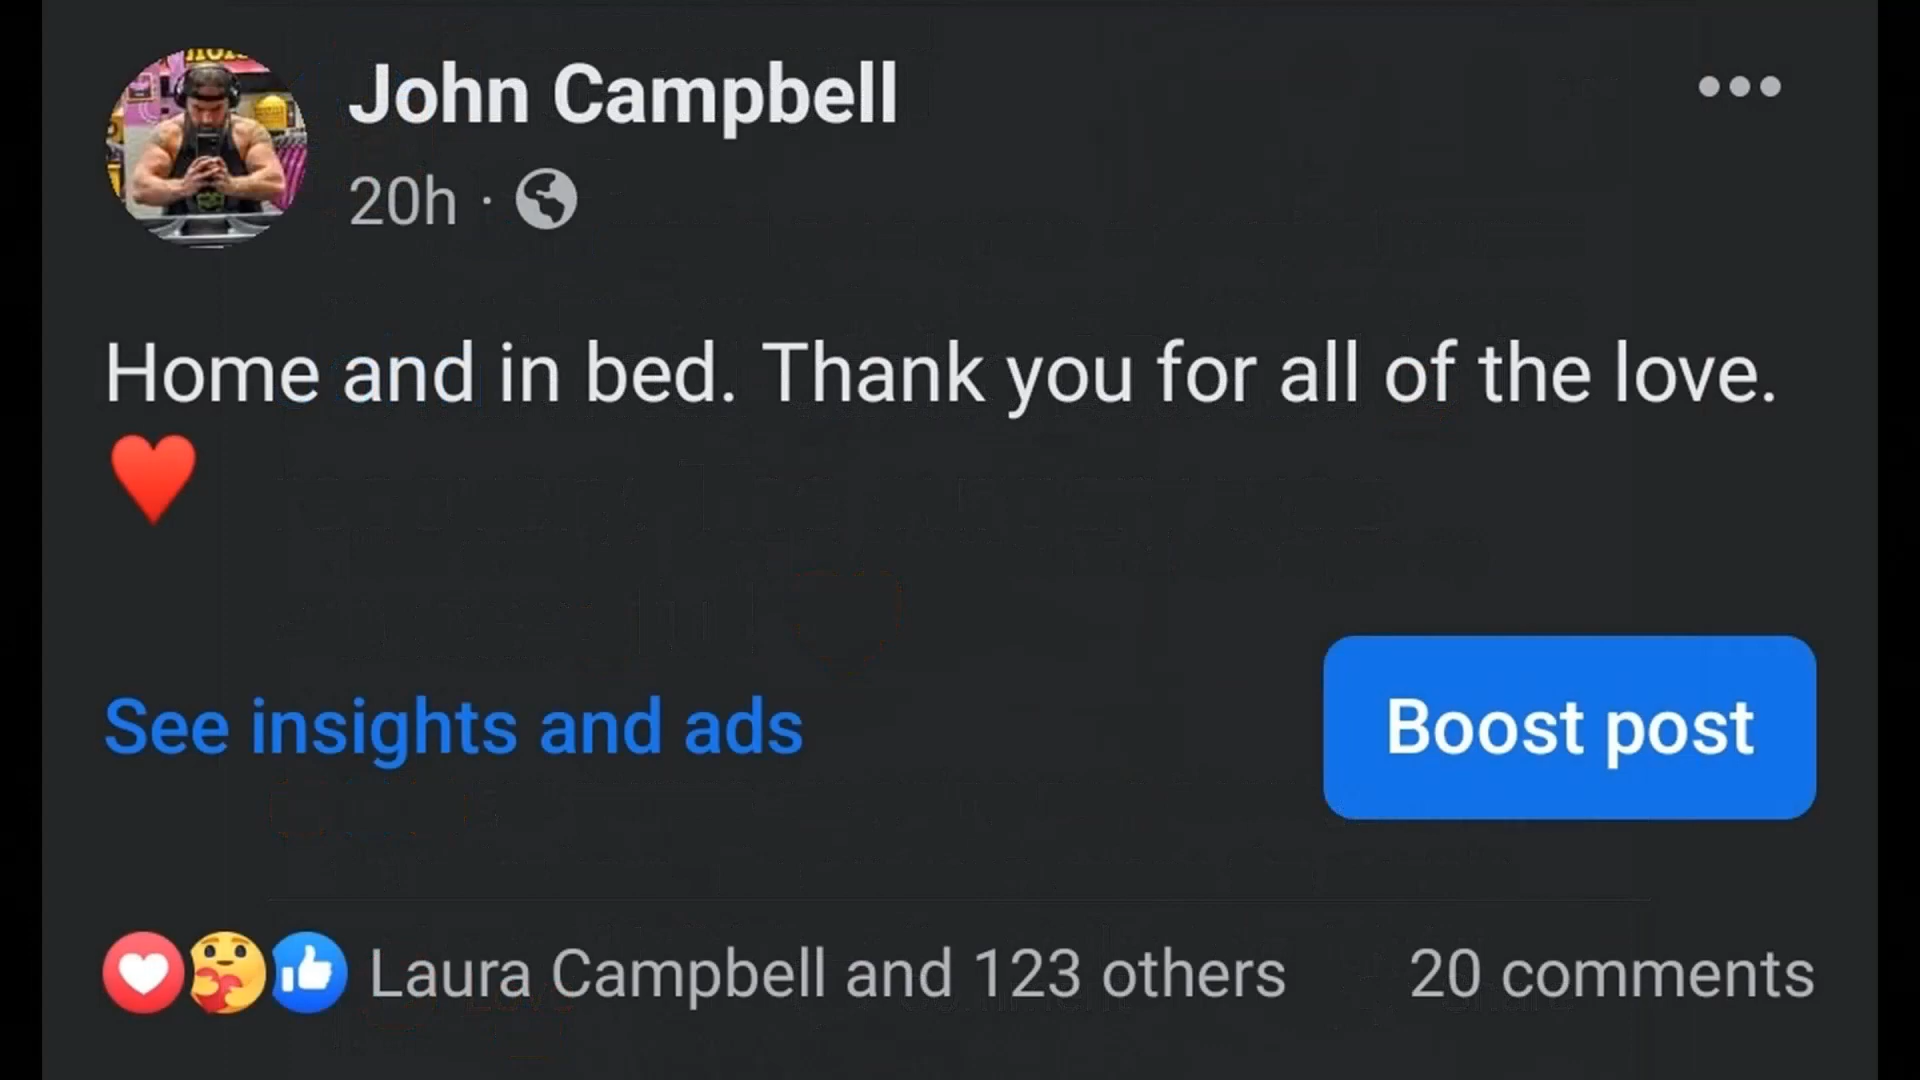 John Campbell
20h ·
Home and in bed. Thank you for all of the love.
♥️
See insights and ads
Boost post
Laura Campbell and 123 others
20 comments